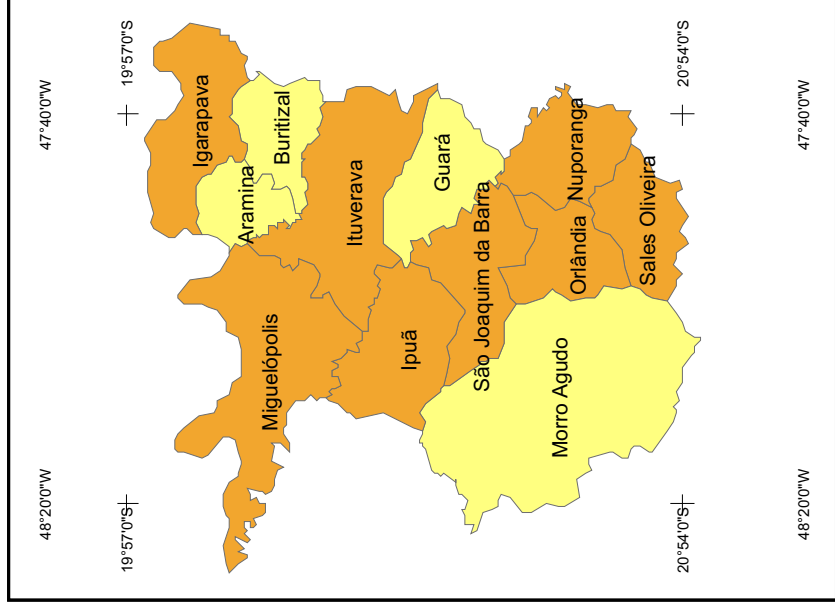 48°20'0"W
47°40'0"W
19°57'0"S
19°57'0"S
Igarapava
Aramina
Buritizal
Miguelópolis
Ituverava
Guará
Ipuã
São Joaquim da Barra
Nuporanga
Orlândia
Morro Agudo
Sales Oliveira
20°54'0"S
20°54'0"S
48°20'0"W
47°40'0"W